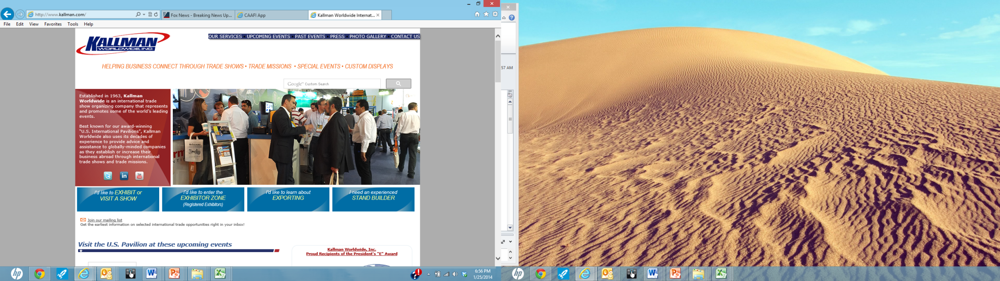 http://www.kallman.com/
Fox News - Breaking News Up...
CAAFI App
Kallman Worldwide Internat...
File Edit View Favorites Tools Help
KALLMAN
WORLDWIDE, INC.
OUR SERVICES • UPCOMING EVENTS • PAST EVENTS • PRESS • PHOTO GALLERY • CONTACT US
57 AM
HELPING BUSINESS CONNECT THROUGH TRADE SHOWS • TRADE MISSIONS • SPECIAL EVENTS • CUSTOM DISPLAYS
Google™ Custom Search
Established in 1963, Kallman
Worldwide is an international trade
show organizing company that represents
and promotes some of the world's leading
events.
Best known for our award-winning
"U.S. International Pavilions", Kallman
Worldwide also uses its decades of
experience to provide advice and
assistance to globally-minded companies
as they establish or increase their
business abroad through international
trade shows and trade missions.
in
You
Tube
I'd like to EXHIBIT or
VISIT A SHOW
I'd like to enter the
EXHIBITOR ZONE
(Registered Exhibitors)
I'd like to learn about
EXPORTING
I need an experienced
STAND BUILDER
Join our mailing list
Get the earliest information on selected international trade opportunities right in your inbox!
Visit the U.S. Pavilion at these upcoming events
Kallman Worldwide, Inc.
Proud Recipients of the President's "E" Award
hp
6:56 PM
1/25/2014
hp